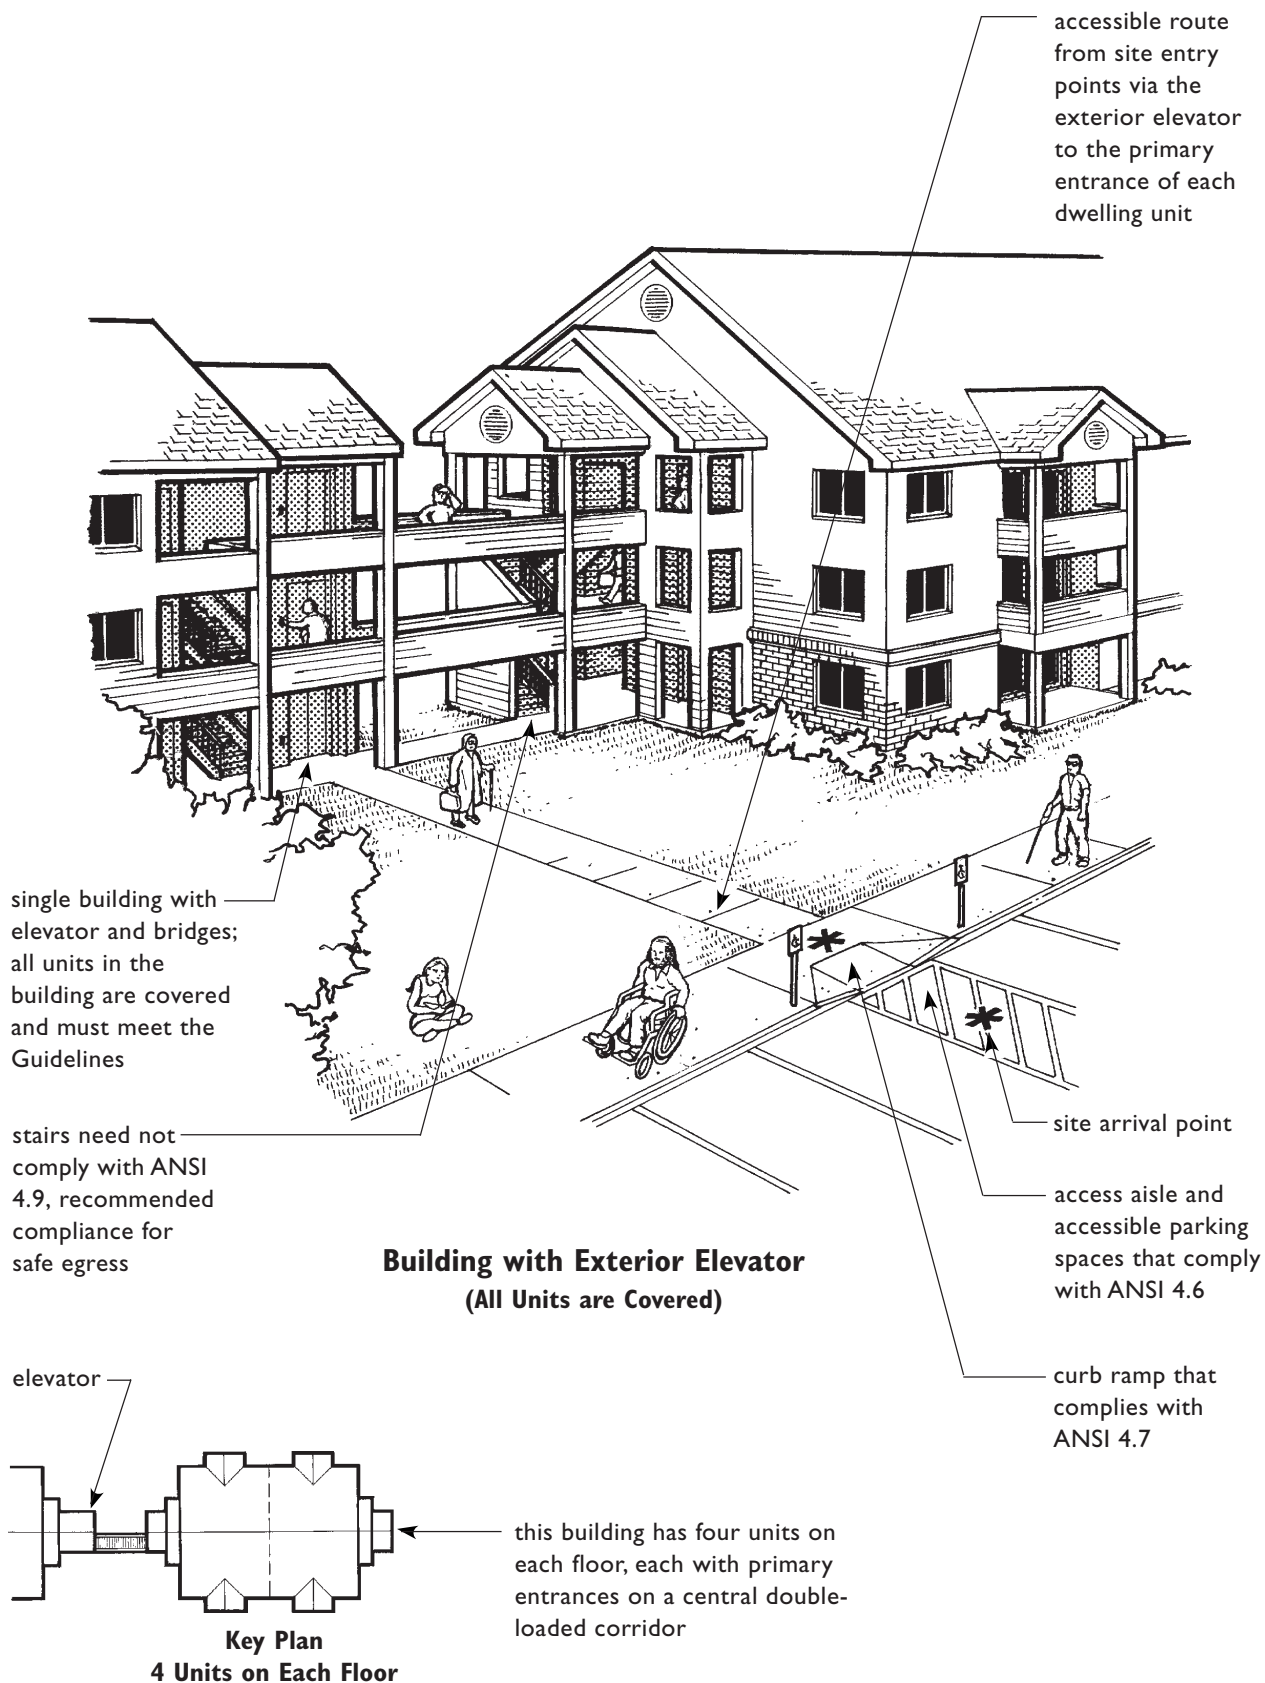 accessible route
from site entry
points via the
exterior elevator
to the primary
entrance of each
dwelling unit
single building with
elevator and bridges;
all units in the
building are covered
and must meet the
Guidelines
stairs need not
comply with ANSI
4.9, recommended
compliance for
safe egress
site arrival point
access aisle and
accessible parking
spaces that comply
with ANSI 4.6
curb ramp that
complies with
ANSI 4.7
Building with Exterior Elevator
(All Units are Covered)
elevator
this building has four units on
each floor, each with primary
entrances on a central double-
loaded corridor
Key Plan
4 Units on Each Floor